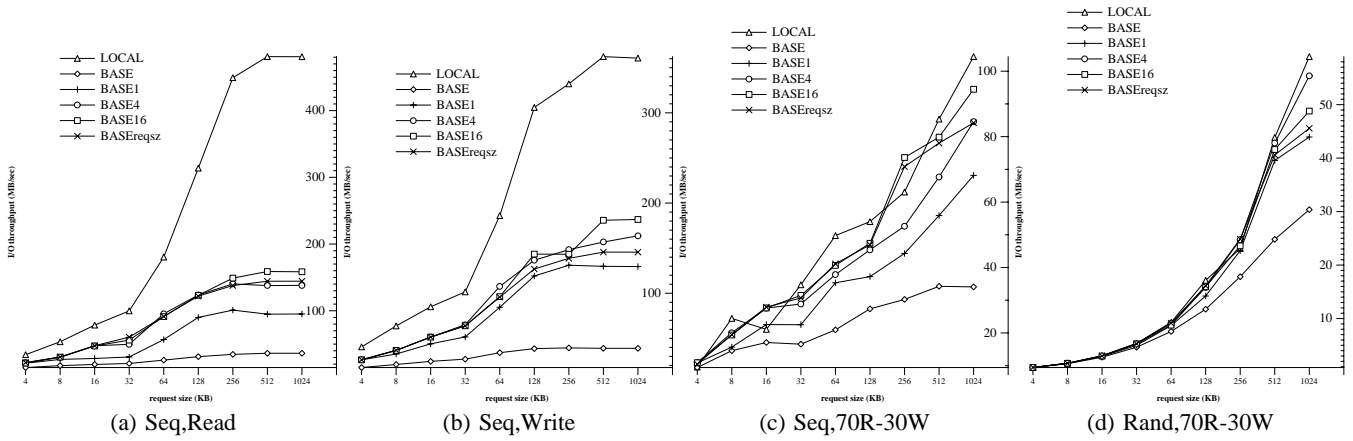 LOCAL
BASE
BASE1
BASE4
BASE16
BASEreqsz
I/O throughput (MB/sec)
400
300
200
100
4 8 16 32 64 128 256 512 1024
request size (KB)
(a) Seq,Read
LOCAL
BASE
BASE1
BASE4
BASE16
BASEreqsz
I/O throughput (MB/sec)
300
200
100
4 8 16 32 64 128 256 512 1024
request size (KB)
(b) Seq,Write
LOCAL
BASE
BASE1
BASE4
BASE16
BASEreqsz
I/O throughput (MB/sec)
100
80
60
40
20
4 8 16 32 64 128 256 512 1024
request size (KB)
(c) Seq,70R-30W
LOCAL
BASE
BASE1
BASE4
BASE16
BASEreqsz
I/O throughput (MB/sec)
50
40
30
20
10
4 8 16 32 64 128 256 512 1024
request size (KB)
(d) Rand,70R-30W